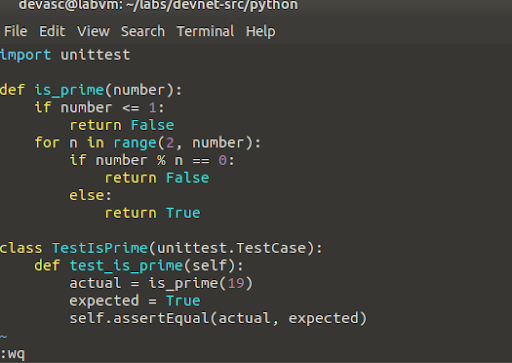 devasc@labvm: ~/labs/devnet-src/python
File Edit View Search Terminal Help
import unittest

def is_prime(number):
    if number <= 1:
        return False
    for n in range(2, number):
        if number % n == 0:
            return False
        else:
            return True

class TestIsPrime(unittest.TestCase):
    def test_is_prime(self):
        actual = is_prime(19)
        expected = True
        self.assertEqual(actual, expected)
~
:wq